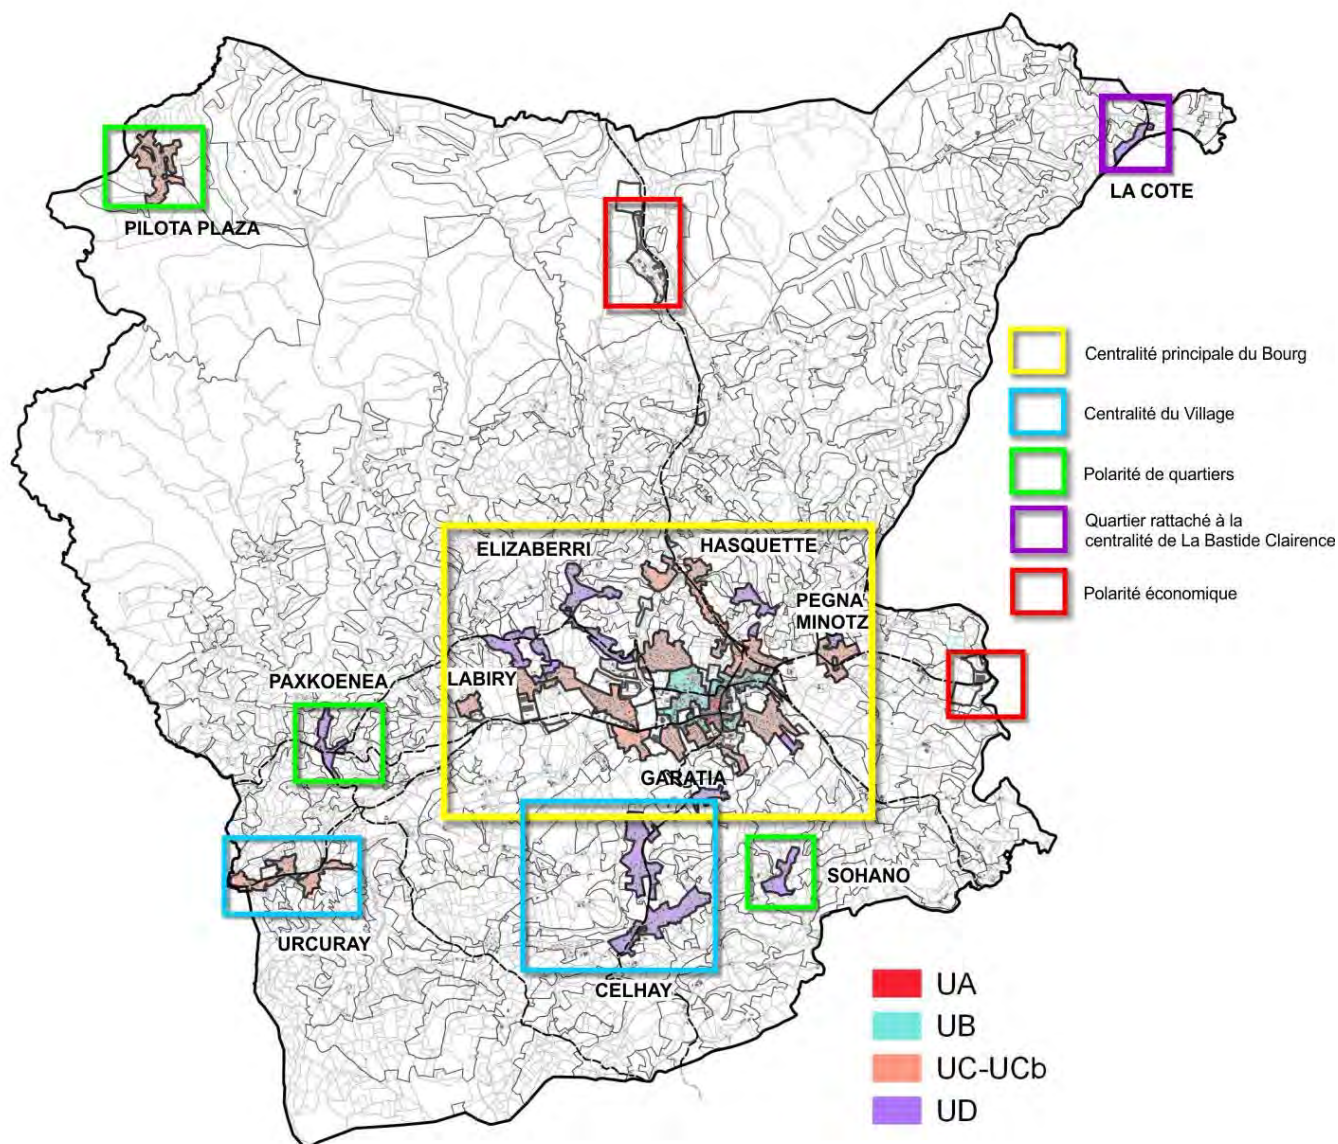 PILOTA PLAZA
LA COTE
Centralité principale du Bourg
Centralité du Village
Polarité de quartiers
Quartier rattaché à la
centralité de La Bastide Clairence
Polarité économique
ELIZABERRI
HASQUETTE
PEGNA
MINOTZ
PAXKOENEA
LABIRY
GARATIA
SOHANO
URCURAY
CELHAY
UA
UB
UC-UCb
UD